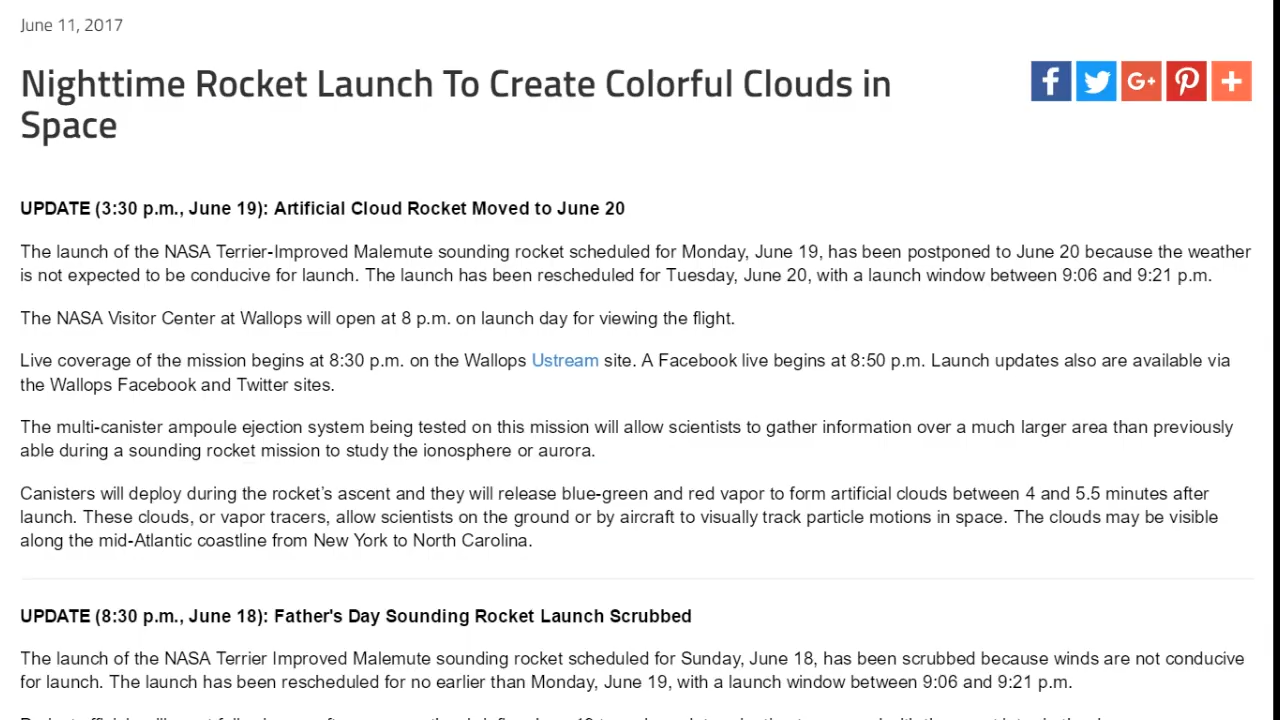 June 11, 2017
Nighttime Rocket Launch To Create Colorful Clouds in
Space
UPDATE (3:30 p.m., June 19): Artificial Cloud Rocket Moved to June 20
The launch of the NASA Terrier-Improved Malemute sounding rocket scheduled for Monday, June 19, has been postponed to June 20 because the weather
is not expected to be conducive for launch. The launch has been rescheduled for Tuesday, June 20, with a launch window between 9:06 and 9:21 p.m.
The NASA Visitor Center at Wallops will open at 8 p.m. on launch day for viewing the flight.
Live coverage of the mission begins at 8:30 p.m. on the Wallops Ustream site. A Facebook live begins at 8:50 p.m. Launch updates also are available via
the Wallops Facebook and Twitter sites.
The multi-canister ampoule ejection system being tested on this mission will allow scientists to gather information over a much larger area than previously
able during a sounding rocket mission to study the ionosphere or aurora.
Canisters will deploy during the rocket's ascent and they will release blue-green and red vapor to form artificial clouds between 4 and 5.5 minutes after
launch. These clouds, or vapor tracers, allow scientists on the ground or by aircraft to visually track particle motions in space. The clouds may be visible
along the mid-Atlantic coastline from New York to North Carolina.
UPDATE (8:30 p.m., June 18): Father's Day Sounding Rocket Launch Scrubbed
The launch of the NASA Terrier Improved Malemute sounding rocket scheduled for Sunday, June 18, has been scrubbed because winds are not conducive
for launch. The launch has been rescheduled for no earlier than Monday, June 19, with a launch window between 9:06 and 9:21 p.m.